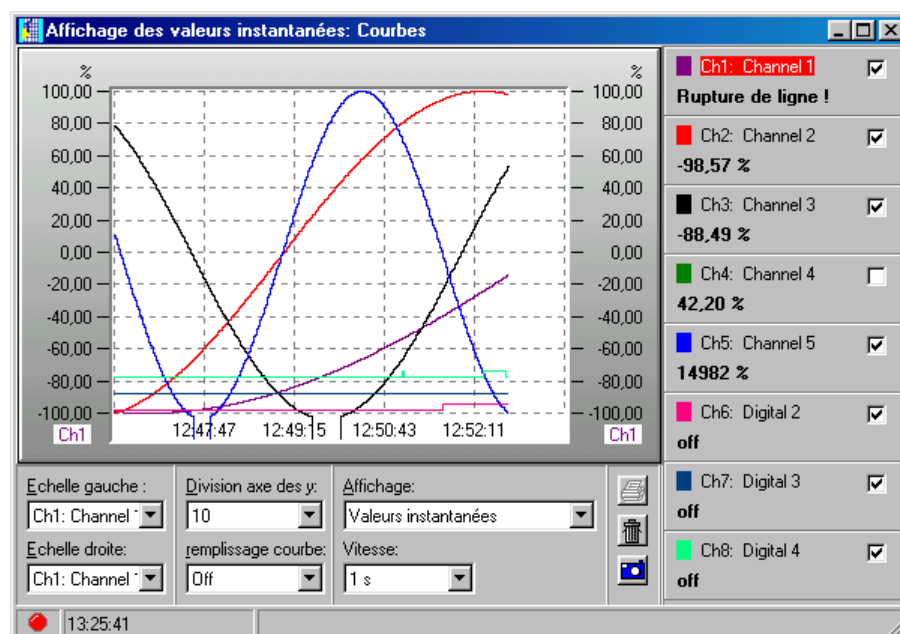 Affichage des valeurs instantanées: Courbes
% %
100,00 100,00
80,00 80,00
60,00 60,00
40,00 40,00
20,00 20,00
0,00 0,00
-20,00 -20,00
-40,00 -40,00
-60,00 -60,00
-80,00 -80,00
-100,00 -100,00
Ch1 12:47:47 12:49:15 12:50:43 12:52:11 Ch1
Ch1: Channel 1
Rupture de ligne !
Ch2: Channel 2
-98,57 %
Ch3: Channel 3
-88,49 %
Ch4: Channel 4
42,20 %
Ch5: Channel 5
14982 %
Ch6: Digital 2
off
Ch7: Digital 3
off
Ch8: Digital 4
off
Echelle gauche : Division axe des y: Affichage:
Ch1: Channel 10 Valeurs instantanées
Echelle droite: remplissage courbe: Vitesse:
Ch1: Channel Off 1 s
13:25:41